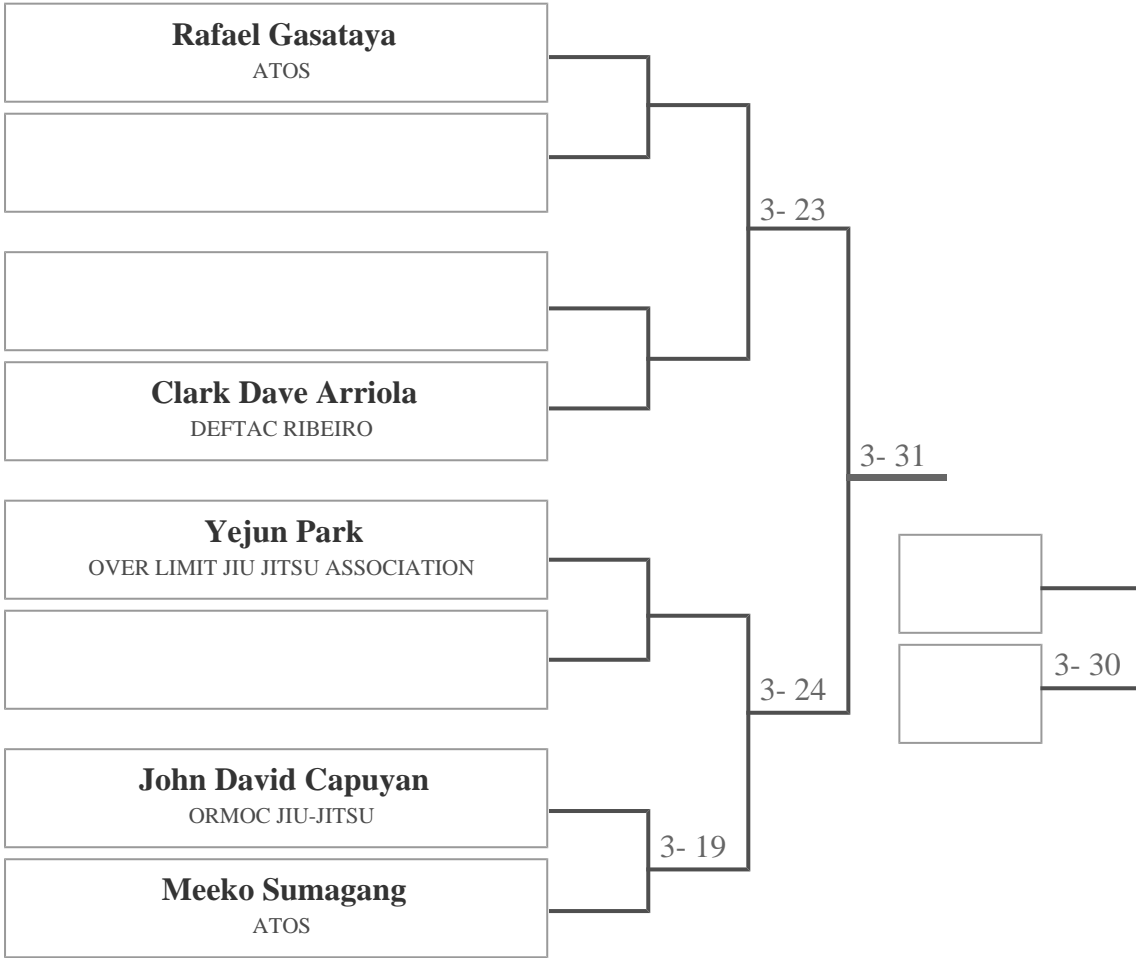 Rafael Gasataya
ATOS
3- 23
Clark Dave Arriola
DEFTAC RIBEIRO
3- 31
Yejun Park
OVER LIMIT JIU JITSU ASSOCIATION
3- 30
3- 24
John David Capuyan
ORMOC JIU-JITSU
3- 19
Meeko Sumagang
ATOS